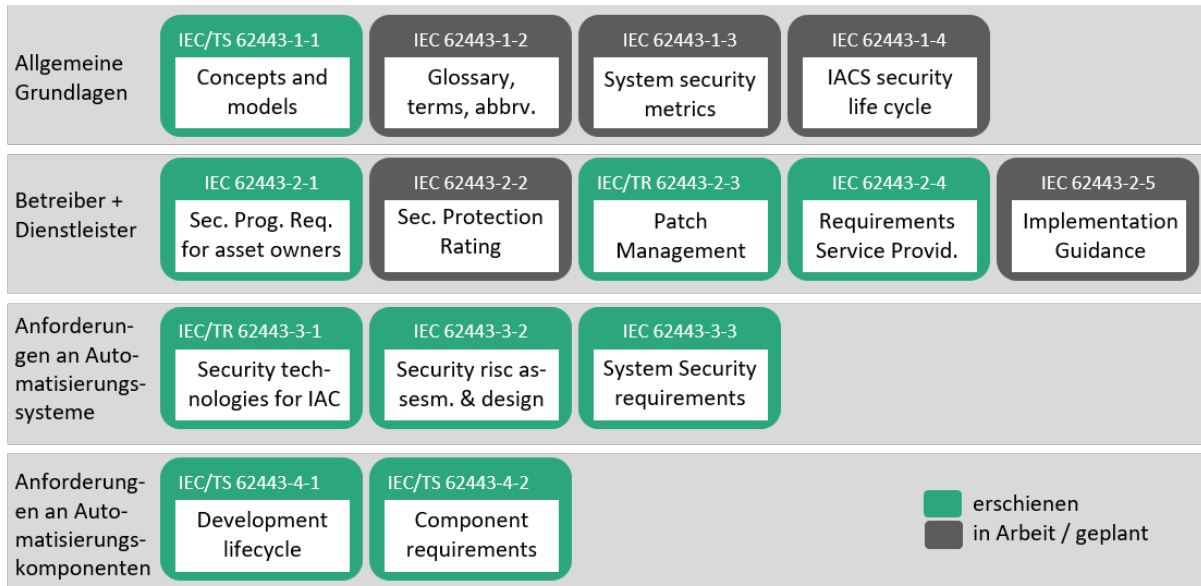 Allgemeine
Grundlagen
IEC/TS 62443-1-1
Concepts and
models
IEC 62443-1-2
Glossary,
terms, abbrv.
IEC 62443-1-3
System security
metrics
IEC 62443-1-4
IACS security
life cycle
Betreiber +
Dienstleister
IEC 62443-2-1
Sec. Prog. Req.
for asset owners
IEC 62443-2-2
Sec. Protection
Rating
IEC/TR 62443-2-3
Patch
Management
IEC 62443-2-4
Requirements
Service Provid.
IEC 62443-2-5
Implementation
Guidance
Anforderun-
gen an Auto-
matisierungs-
systeme
IEC/TR 62443-3-1
Security tech-
nologies for IAC
IEC 62443-3-2
Security risc as-
sesm. & design
IEC 62443-3-3
System Security
requirements
Anforderung-
en an Auto-
matisierungs-
komponenten
IEC/TS 62443-4-1
Development
lifecycle
IEC/TS 62443-4-2
Component
requirements
erschienen
in Arbeit / geplant